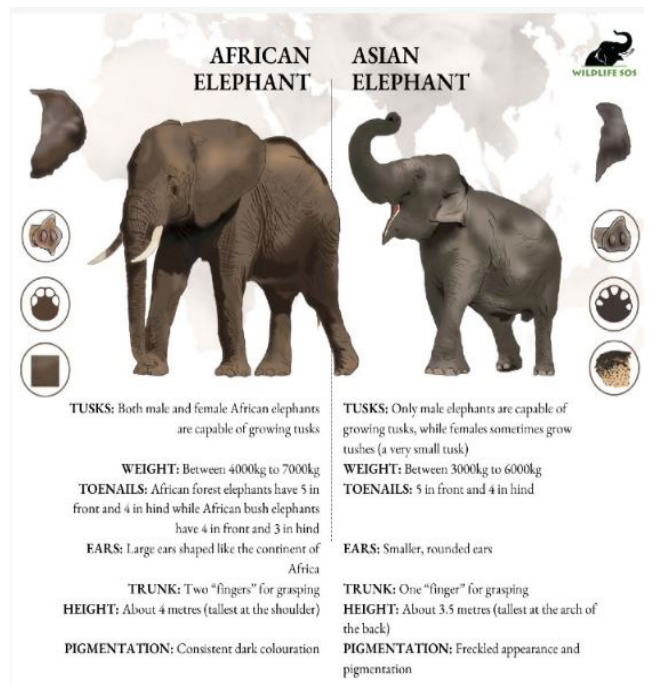 AFRICAN
ELEPHANT
ASIAN
ELEPHANT
WILDLIFE SOS
TUSKS: Both male and female African elephants
are capable of growing tusks
WEIGHT: Between 4000kg to 7000kg
TOENAILS: African forest elephants have 5 in
front and 4 in hind while African bush elephants
have 4 in front and 3 in hind
EARS: Large ears shaped like the continent of
Africa
TRUNK: Two “fingers” for grasping
HEIGHT: About 4 metres (tallest at the shoulder)
PIGMENTATION: Consistent dark colouration
TUSKS: Only male elephants are capable of
growing tusks, while females sometimes grow
tushes (a very small tusk)
WEIGHT: Between 3000kg to 6000kg
TOENAILS: 5 in front and 4 in hind
EARS: Smaller, rounded ears
TRUNK: One “finger” for grasping
HEIGHT: About 3.5 metres (tallest at the arch of
the back)
PIGMENTATION: Freckled appearance and
pigmentation